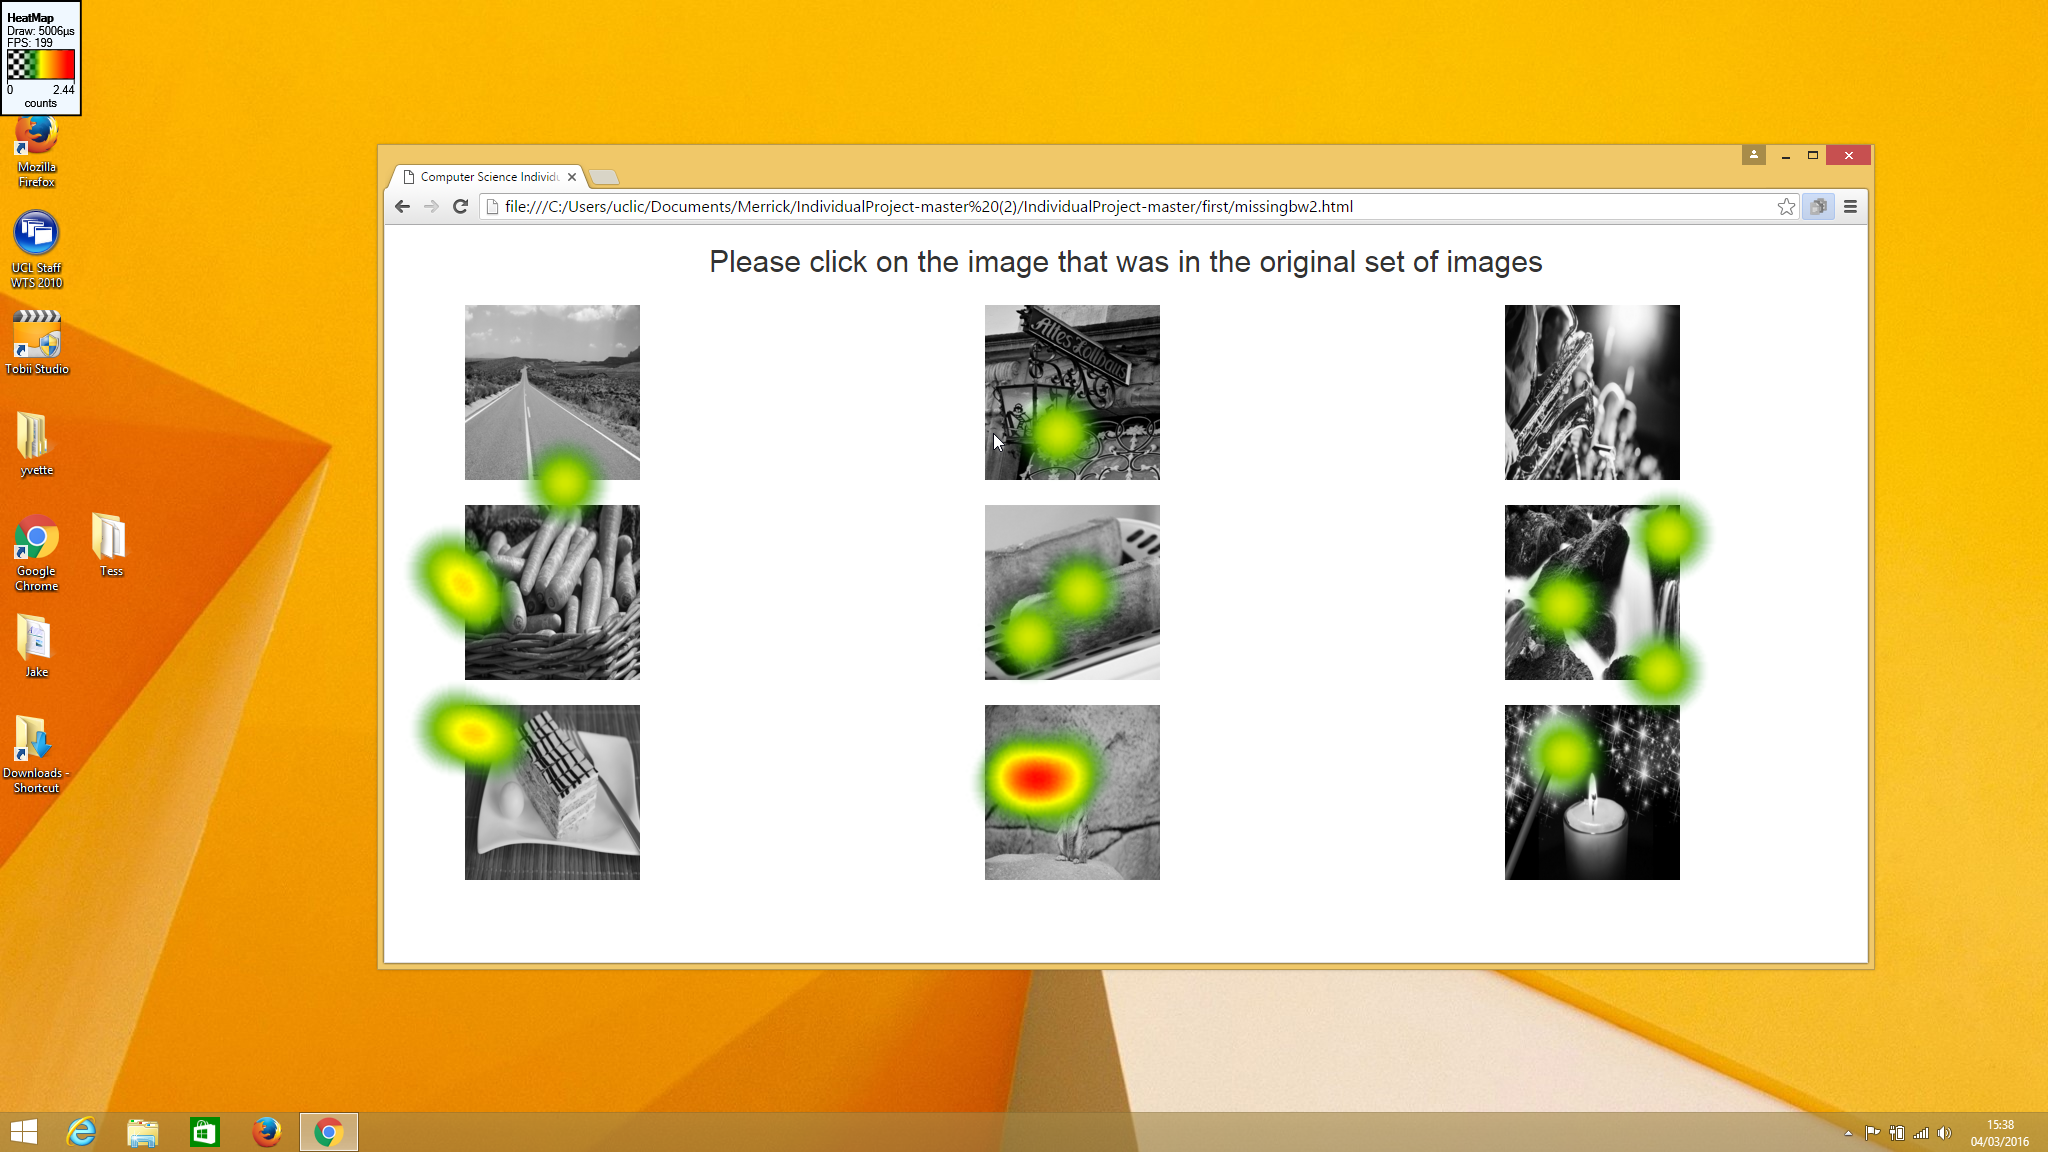 HeatMap
Draw: 5006µs
FPS: 199
0 2.44
counts
Mozilla
Firefox
UCL Staff
WTS 2010
Tobii Studio
yvette
Google
Chrome
Tess
Jake
Downloads -
Shortcut
Computer Science Individu
file:///C:/Users/uclic/Documents/Merrick/IndividualProject-master%20(2)/IndividualProject-master/first/missingbw2.html
Please click on the image that was in the original set of images
Altes Zollhaus
15:38
04/03/2016